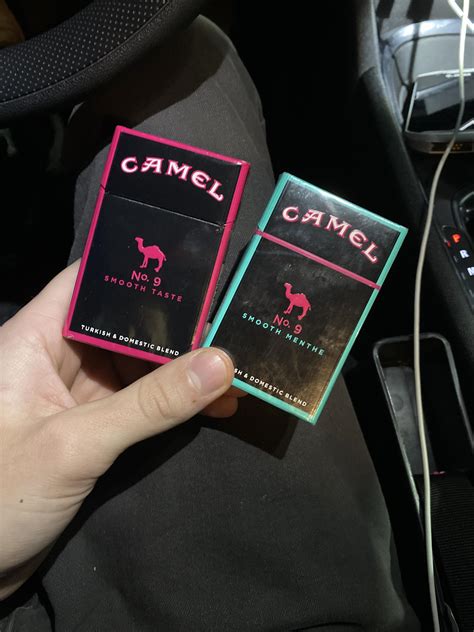 CAMEL
No. 9
SMOOTH TASTE
TURKISH & DOMESTIC BLEND
CAMEL
No. 9
SMOOTH MENTHE
& DOMESTIC BLEND
P
R